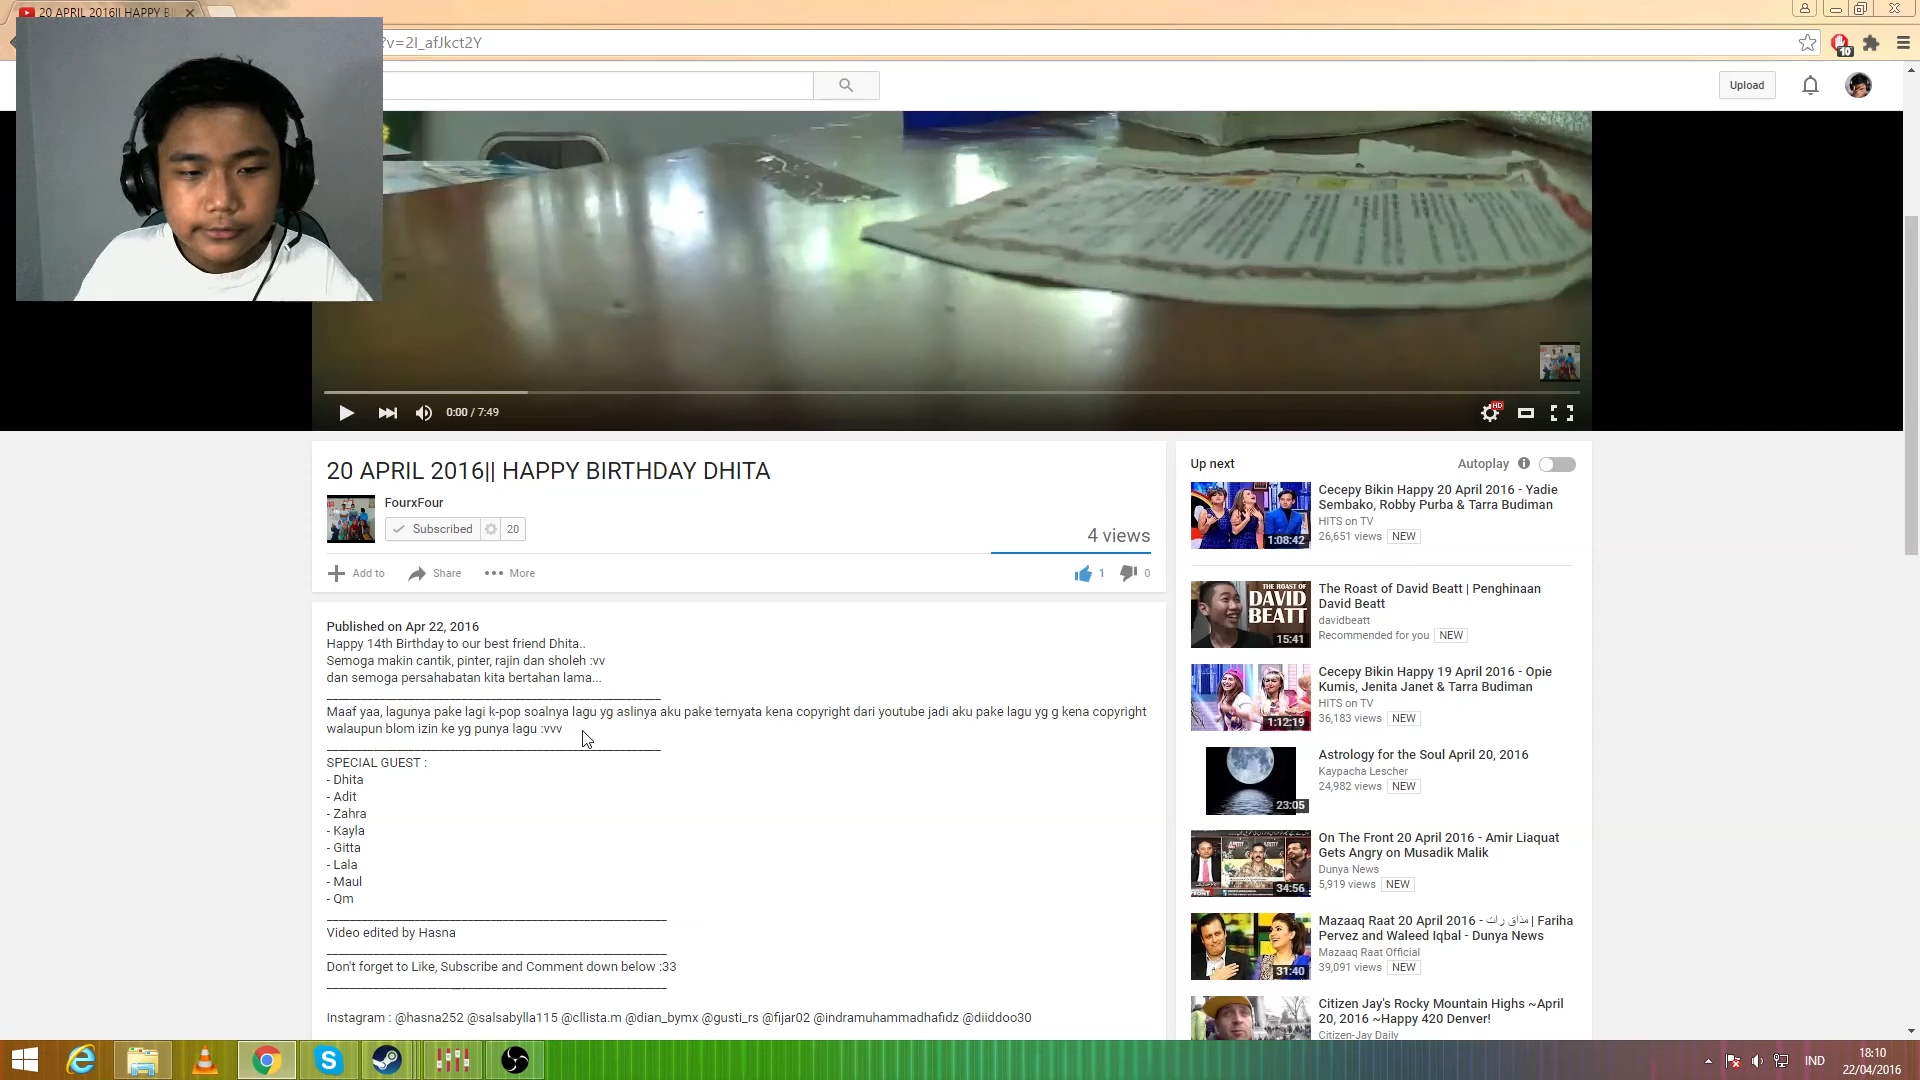 20 APRIL 2016|| HAPPY B
?v=2I_afJkct2Y
10
Upload
0:00 / 7:49
HD
20 APRIL 2016|| HAPPY BIRTHDAY DHITA
FourxFour
Subscribed 20
4 views
Add to Share More
1 0
Published on Apr 22, 2016
Happy 14th Birthday to our best friend Dhita..
Semoga makin cantik, pinter, rajin dan sholeh :vv
dan semoga persahabatan kita bertahan lama...
Maaf yaa, lagunya pake lagi k-pop soalnya lagu yg aslinya aku pake ternyata kena copyright dari youtube jadi aku pake lagu yg g kena copyright
walaupun blom izin ke yg punya lagu :vvv
SPECIAL GUEST :
- Dhita
- Adit
- Zahra
- Kayla
- Gitta
- Lala
- Maul
- Qm
Video edited by Hasna
Don't forget to Like, Subscribe and Comment down below :33
Instagram : @hasna252 @salsabylla115 @cllista.m @dian_bymx @gusti_rs @fijar02 @indramuhammadhafidz @diiddoo30
Up next
Autoplay
1:08:42
Cecepy Bikin Happy 20 April 2016 - Yadie
Sembako, Robby Purba & Tarra Budiman
HITS on TV
26,651 views NEW
THE ROAST OF
DAVID
BEATT
15:41
The Roast of David Beatt | Penghinaan
David Beatt
davidbeatt
Recommended for you NEW
1:12:19
Cecepy Bikin Happy 19 April 2016 - Opie
Kumis, Jenita Janet & Tarra Budiman
HITS on TV
36,183 views NEW
23:05
Astrology for the Soul April 20, 2016
Kaypacha Lescher
24,982 views NEW
34:56
On The Front 20 April 2016 - Amir Liaquat
Gets Angry on Musadik Malik
Dunya News
5,919 views NEW
31:40
Mazaaq Raat 20 April 2016 - مذاق رات | Fariha
Pervez and Waleed Iqbal - Dunya News
Mazaaq Raat Official
39,091 views NEW
Citizen Jay's Rocky Mountain Highs ~April
20, 2016 ~Happy 420 Denver!
Citizen-Jay Daily
IND
18:10
22/04/2016